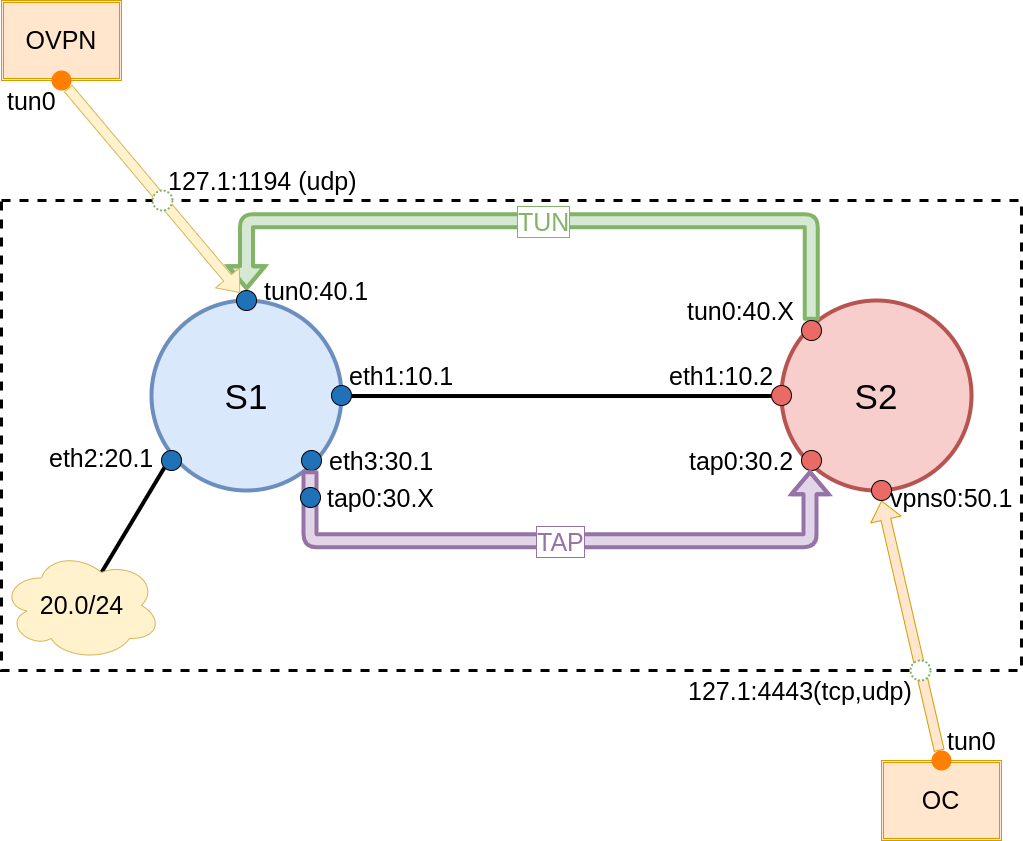 OVPN
tun0
127.1:1194 (udp)
TUN
tun0:40.1
tun0:40.X
eth1:10.1
eth1:10.2
S1
S2
eth2:20.1
eth3:30.1
tap0:30.2
tap0:30.X
vpns0:50.1
TAP
20.0/24
127.1:4443(tcp,udp)
tun0
OC